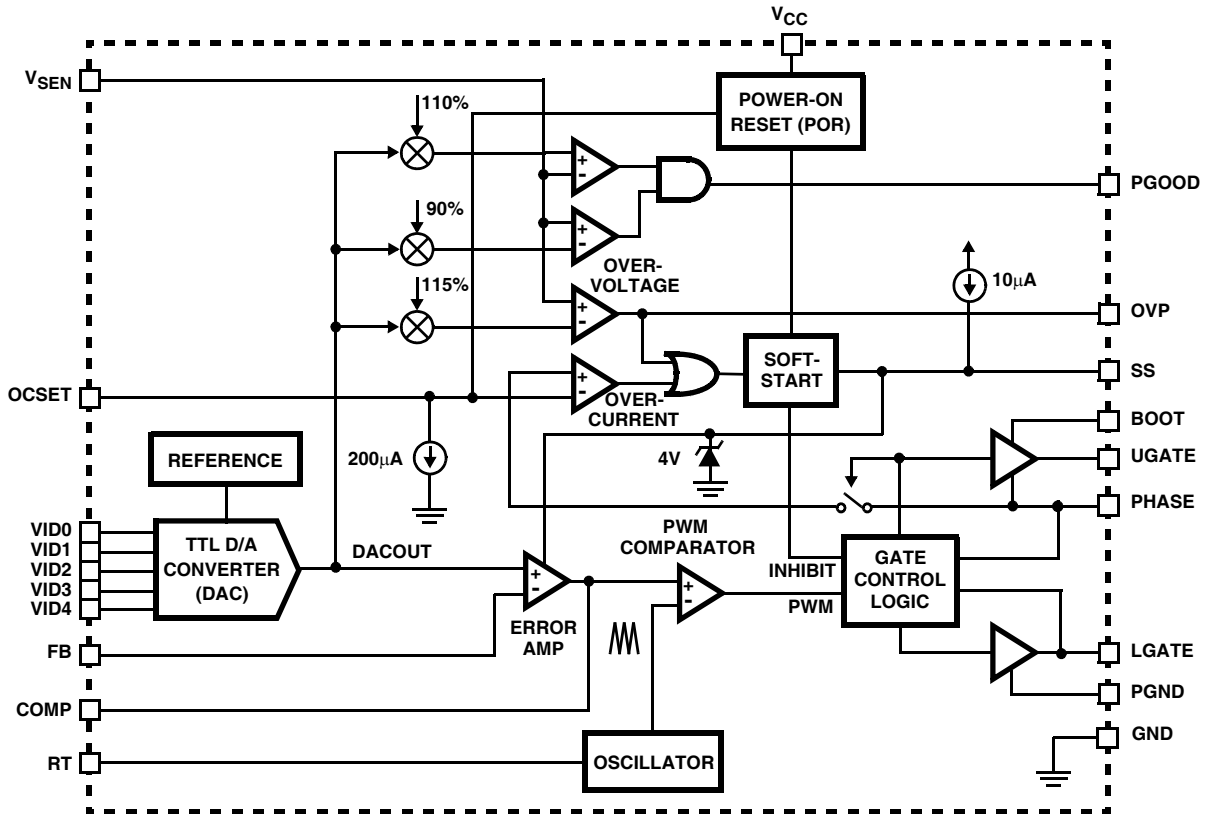 VCC
VSEN
110%
POWER-ON
RESET (POR)
+
-
PGOOD
90%
+
-
OVER-
VOLTAGE
115%
10µA
+
-
OVP
SOFT-
START
SS
OCSET
+
-
OVER-
CURRENT
BOOT
200µA
4V
UGATE
REFERENCE
PHASE
VID0
VID1
VID2
VID3
VID4
TTL D/A
CONVERTER
(DAC)
DACOUT
PWM
COMPARATOR
INHIBIT
GATE
CONTROL
LOGIC
+
-
+
-
PWM
ERROR
AMP
FB
LGATE
PGND
COMP
GND
RT
OSCILLATOR